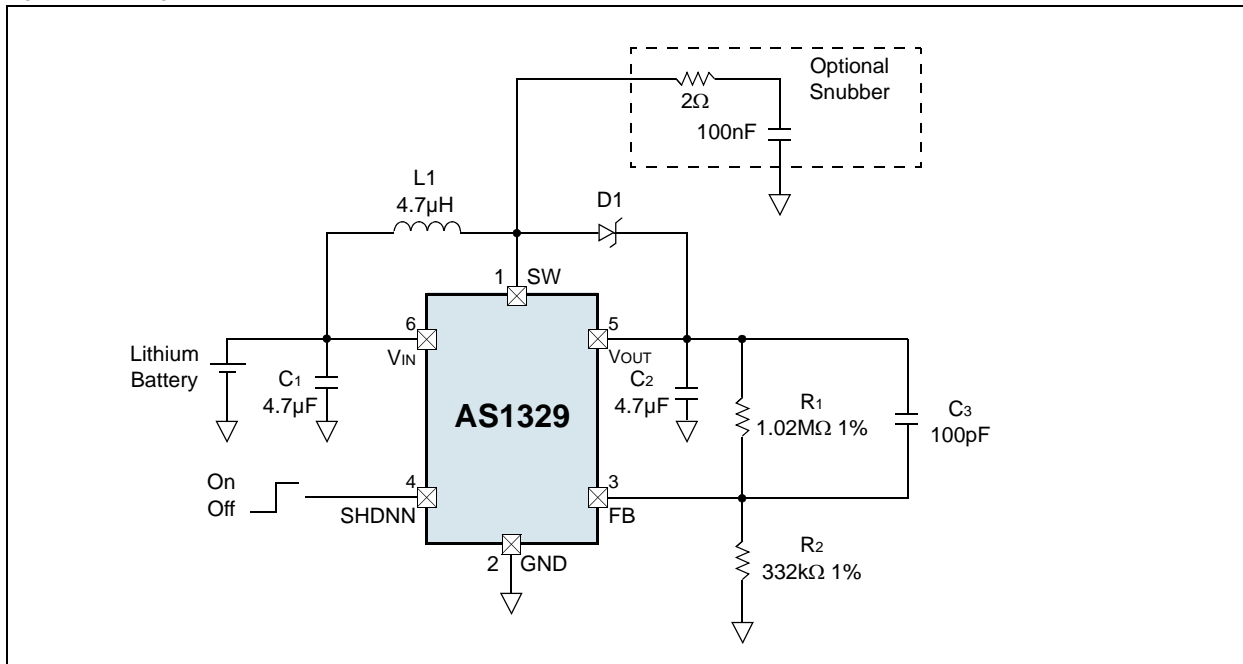 Optional
Snubber
2Ω
100nF
L1
4.7µH
D1
1
SW
6
VIN
5
VOUT
Lithium
Battery
C1
4.7µF
C2
4.7µF
AS1329
R1
1.02MΩ 1%
C3
100pF
On
Off
4
SHDNN
3
FB
2
GND
R2
332kΩ 1%